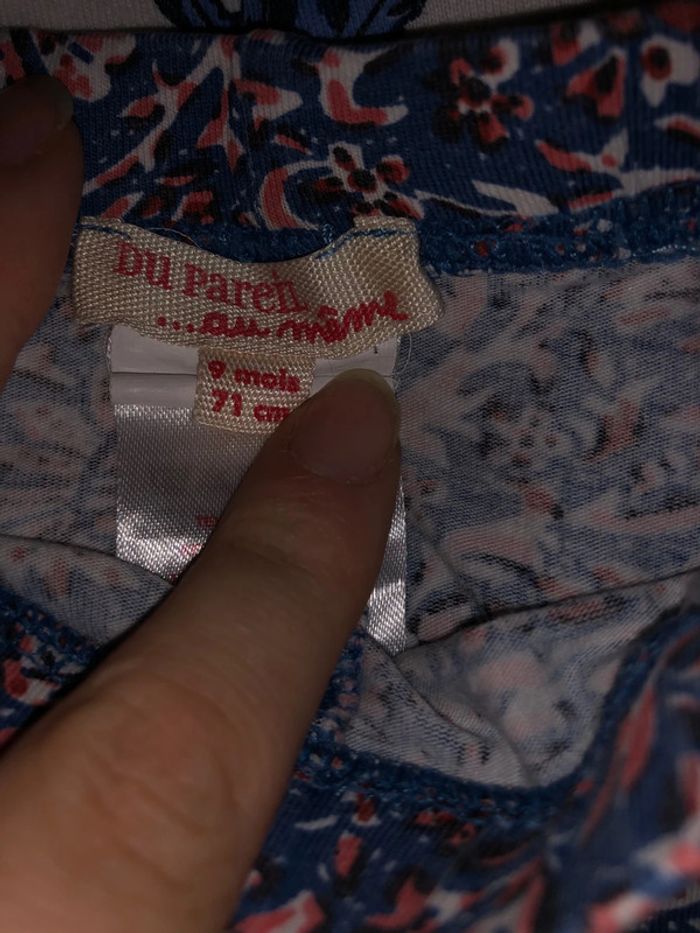 Du Pareil
...au même
9 mois
71 cm